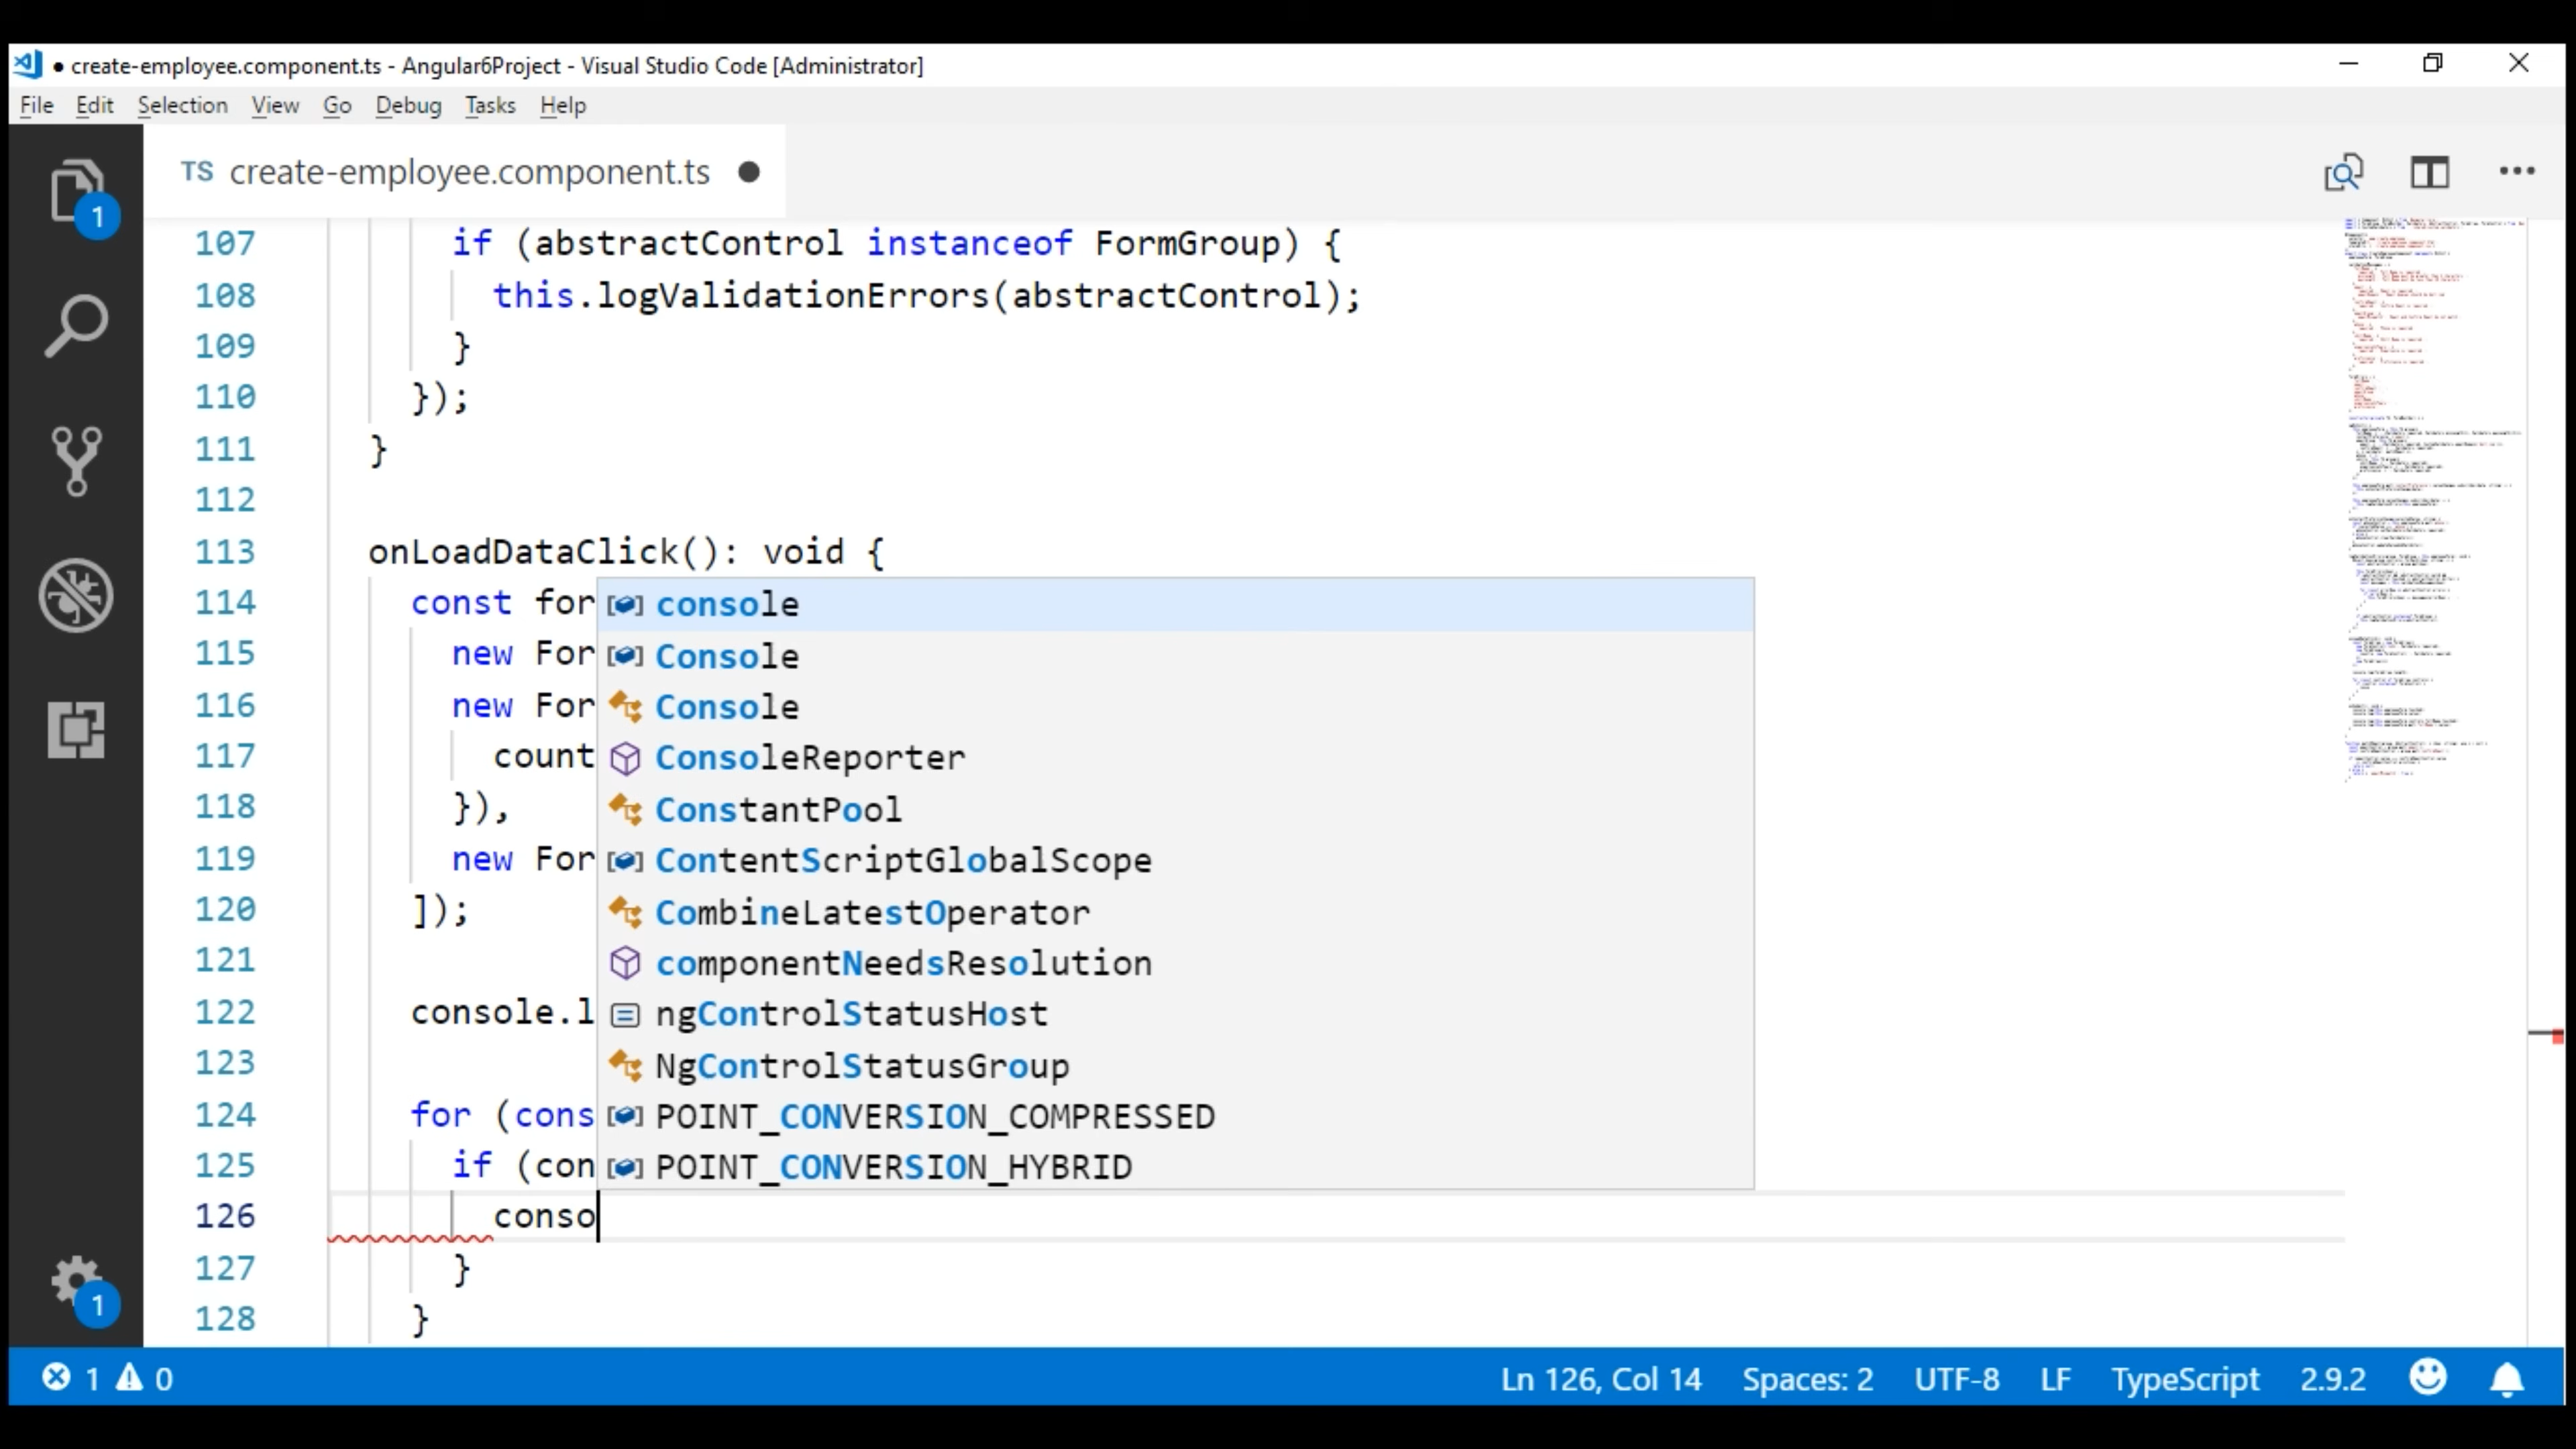 create-employee.component.ts - Angular6Project - Visual Studio Code [Administrator]
File Edit Selection View Go Debug Tasks Help
TS create-employee.component.ts
1
107 if (abstractControl instanceof FormGroup) {
108 this.logValidationErrors(abstractControl);
109 }
110 });
111 }
112
113 onLoadDataClick(): void {
114 const for
115 new For
116 new For
117 count
118 }),
119 new For
120 ]);
121
122 console.l
123
124 for (cons
125 if (con
126 conso
127 }
128 }
console
Console
Console
ConsoleReporter
ConstantPool
ContentScriptGlobalScope
CombineLatestOperator
componentNeedsResolution
ngControlStatusHost
NgControlStatusGroup
POINT_CONVERSION_COMPRESSED
POINT_CONVERSION_HYBRID
1
1 0 Ln 126, Col 14 Spaces: 2 UTF-8 LF TypeScript 2.9.2